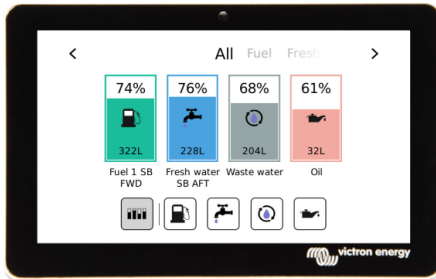 < All Fuel Fresh >
74% 76% 68% 61%
322L 228L 204L 32L
Fuel 1 SB FWD
Fresh water SB AFT
Waste water
Oil
victron energy